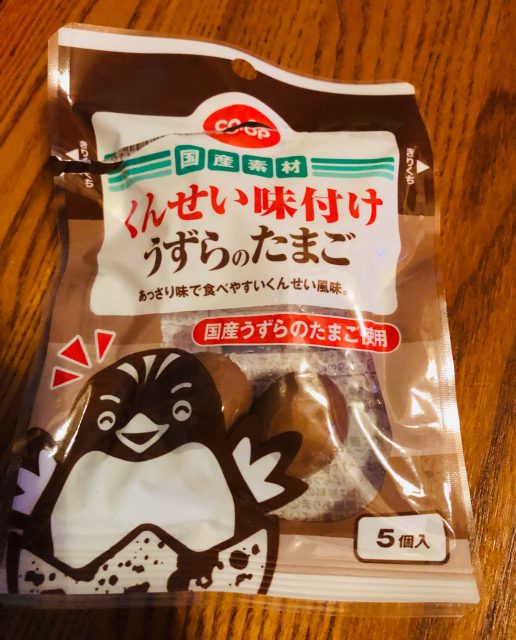 CO・OP
きりくち
きりくち
国産素材
くんせい味付け
うずらのたまご
あっさり味で食べやすいくんせい風味。
国産うずらのたまご使用
5個入